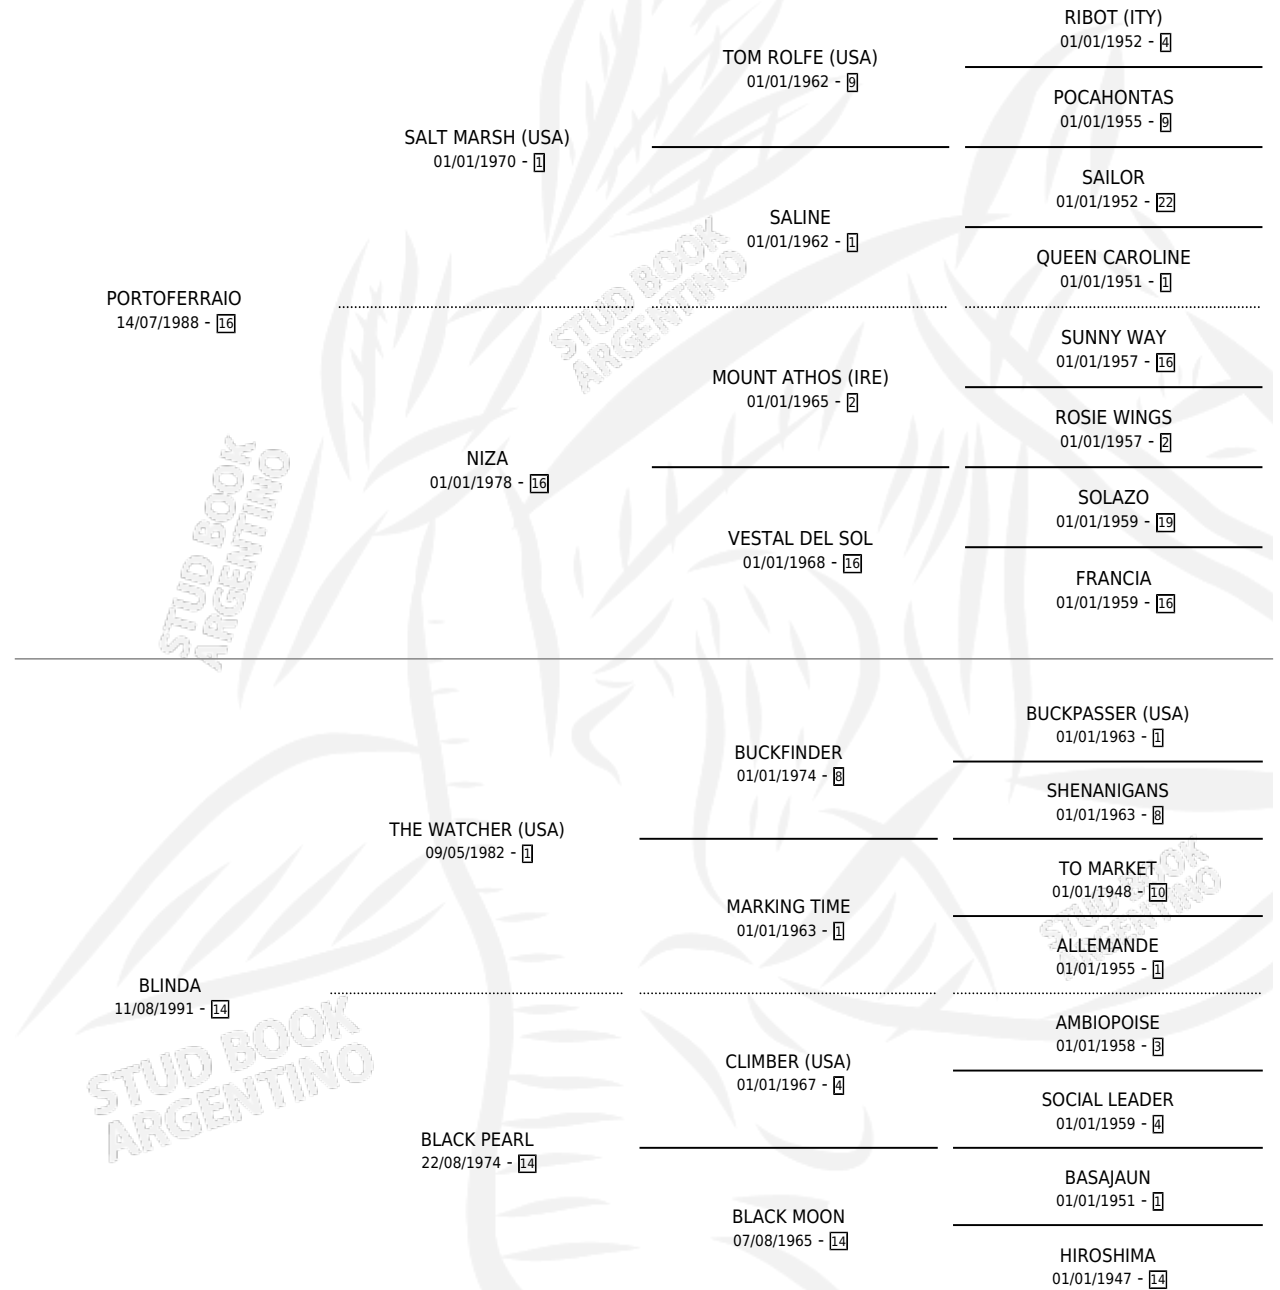 RIBOT (ITY)
01/01/1952 - 4
TOM ROLFE (USA)
01/01/1962 - 9
POCAHONTAS
01/01/1955 - 9
SALT MARSH (USA)
01/01/1970 - 1
SAILOR
01/01/1952 - 22
SALINE
01/01/1962 - 1
QUEEN CAROLINE
01/01/1951 - 1
PORTOFERRAIO
14/07/1988 - 16
SUNNY WAY
01/01/1957 - 16
MOUNT ATHOS (IRE)
01/01/1965 - 2
ROSIE WINGS
01/01/1957 - 2
NIZA
01/01/1978 - 16
SOLAZO
01/01/1959 - 19
VESTAL DEL SOL
01/01/1968 - 16
FRANCIA
01/01/1959 - 16
STUD BOOK
ARGENTINO
STUD BOOK
ARGENTINO
BUCKPASSER (USA)
01/01/1963 - 1
BUCKFINDER
01/01/1974 - 8
SHENANIGANS
01/01/1963 - 8
THE WATCHER (USA)
09/05/1982 - 1
TO MARKET
01/01/1948 - 10
MARKING TIME
01/01/1963 - 1
ALLEMANDE
01/01/1955 - 1
BLINDA
11/08/1991 - 14
AMBIOPOISE
01/01/1958 - 3
CLIMBER (USA)
01/01/1967 - 4
SOCIAL LEADER
01/01/1959 - 4
BLACK PEARL
22/08/1974 - 14
BASAJAUN
01/01/1951 - 1
BLACK MOON
07/08/1965 - 14
HIROSHIMA
01/01/1947 - 14
STUD BOOK
ARGENTINO
STUD BOOK
ARGENTINO